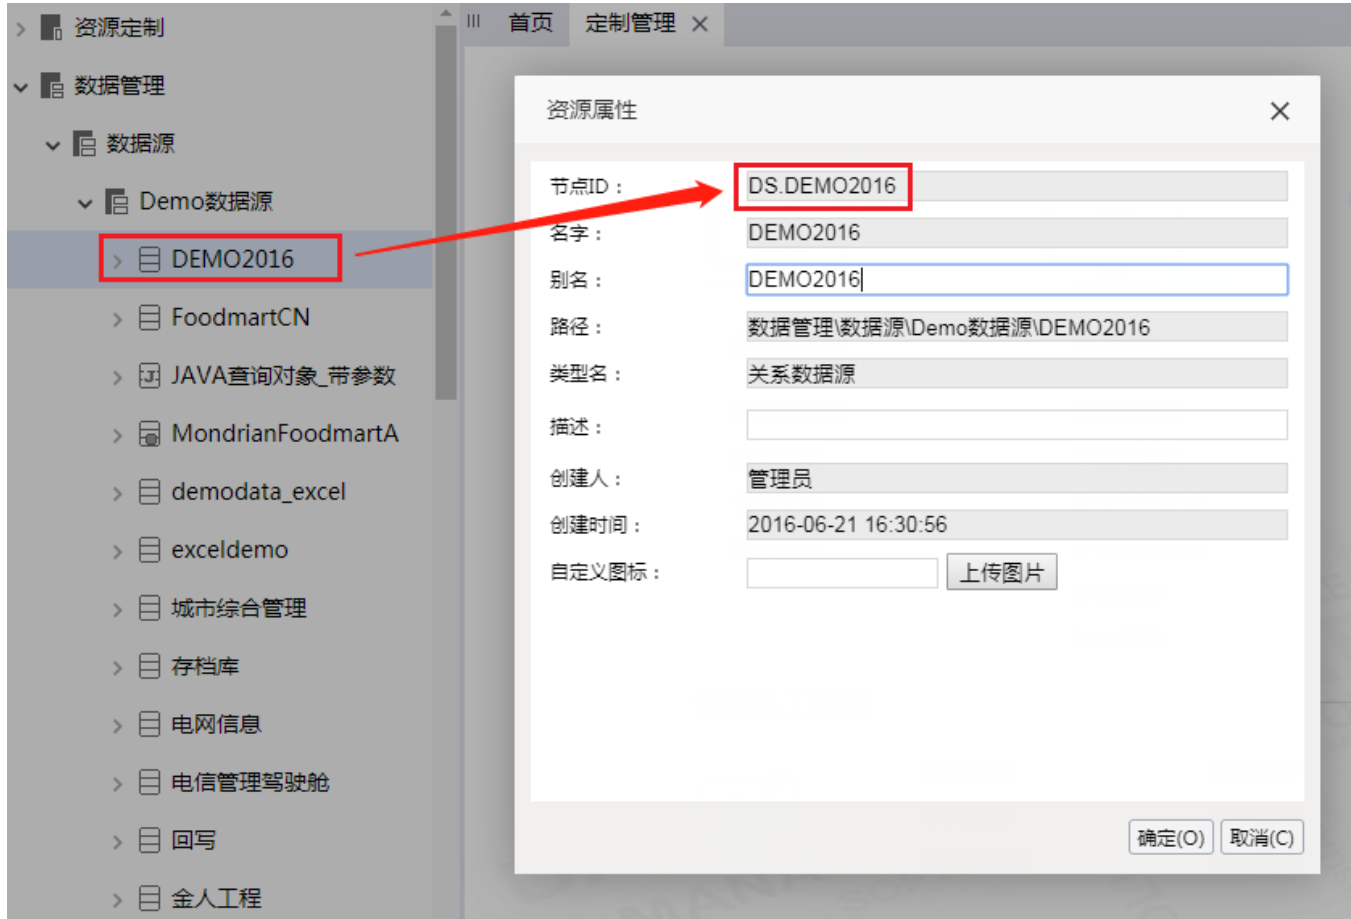 资源定制
数据管理
数据源
Demo数据源
DEMO2016
FoodmartCN
JAVA查询对象_带参数
MondrianFoodmartA
demodata_excel
exceldemo
城市综合管理
存档库
电网信息
电信管理驾驶舱
回写
金人工程
首页
定制管理
资源属性
节点ID： DS.DEMO2016
名字： DEMO2016
别名： DEMO2016
路径： 数据管理\数据源\Demo数据源\DEMO2016
类型名： 关系数据源
描述：
创建人： 管理员
创建时间： 2016-06-21 16:30:56
自定义图标： 上传图片
确定(O) 取消(C)